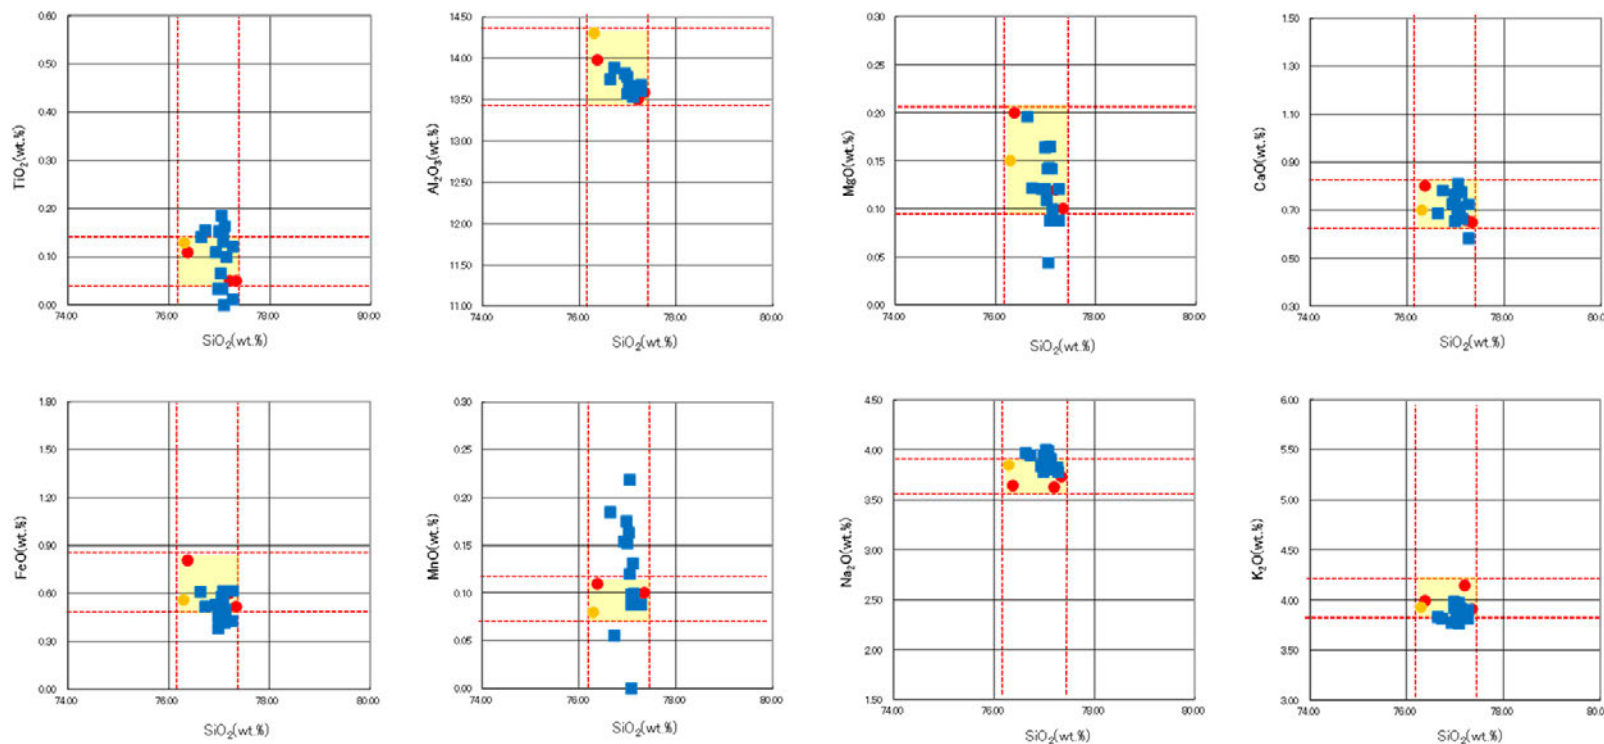 0.60
0.50
0.40
0.30
0.20
0.10
0.00
74.00 76.00 78.00 80.00
TiO2(wt.%)
SiO2(wt.%)
14.50
14.00
13.50
13.00
12.50
12.00
11.50
11.00
74.00 76.00 78.00 80.00
Al2O3(wt.%)
SiO2(wt.%)
0.30
0.25
0.20
0.15
0.10
0.05
0.00
74.00 76.00 78.00 80.00
MgO(wt.%)
SiO2(wt.%)
1.50
1.30
1.10
0.90
0.70
0.50
0.30
74.00 76.00 78.00 80.00
CaO(wt.%)
SiO2(wt.%)
1.80
1.50
1.20
0.90
0.60
0.30
0.00
74.00 76.00 78.00 80.00
FeO(wt.%)
SiO2(wt.%)
0.30
0.25
0.20
0.15
0.10
0.05
0.00
74.00 76.00 78.00 80.00
MnO(wt.%)
SiO2(wt.%)
4.50
4.00
3.50
3.00
2.50
2.00
1.50
74.00 76.00 78.00 80.00
Na2O(wt.%)
SiO2(wt.%)
6.00
5.50
5.00
4.50
4.00
3.50
3.00
74.00 76.00 78.00 80.00
K2O(wt.%)
SiO2(wt.%)